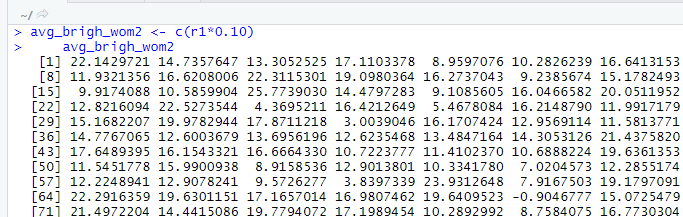 ~/
> avg_brigh_wom2 <- c(r1*0.10)
> avg_brigh_wom2
[1] 22.1429721 14.7357647 13.3052525 17.1103378 8.9597076 10.2826239 16.6413153
[8] 11.9321356 16.6208006 22.3115301 19.0980364 16.2737043 9.2385674 15.1782493
[15] 9.9174088 10.5859904 25.7739030 14.4797283 9.1085605 16.0466582 20.0511952
[22] 12.8216094 22.5273544 4.3695211 16.4212649 5.4678084 16.2148790 11.9917179
[29] 15.1682207 19.9782944 17.8711218 3.0039046 16.1707424 12.9569114 11.5813771
[36] 14.7767065 12.6003679 13.6956196 12.6235468 13.4847164 14.3053126 21.4375820
[43] 17.6489395 16.1543321 16.6664330 10.7223777 11.4102370 10.6888224 19.6361353
[50] 11.5451778 15.9900938 8.9158536 12.9013801 10.3341780 7.0204573 12.2855174
[57] 12.2248941 12.9078241 9.5726277 3.8397339 23.9312648 7.9167503 19.1797091
[64] 22.2916359 19.6301151 17.1657014 16.9807462 19.6409523 -0.9046777 15.0725479
[71] 21.4972204 14.4415086 19.7794072 17.1989454 10.2892992 8.7584075 16.7730304